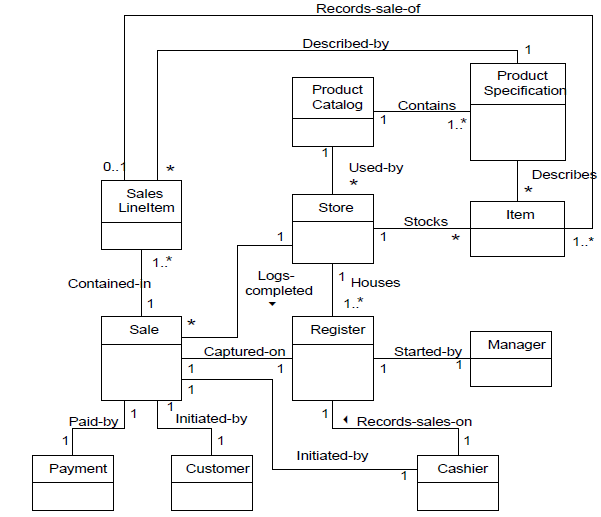 Records-sale-of
Described-by
1
Product
Specification
Product
Catalog
Contains
1
1..*
1
0..1
*
Used-by
*
Describes
*
Sales
LineItem
Store
Stocks
Item
1
1
*
1..*
1..*
Contained-in
1
Logs-
completed
1
Houses
1..*
*
Sale
Register
Manager
Captured-on
1
1
Started-by
1
1
1
1
1
Paid-by
Initiated-by
1
Records-sales-on
1
1
1
Initiated-by
1
Payment
Customer
Cashier